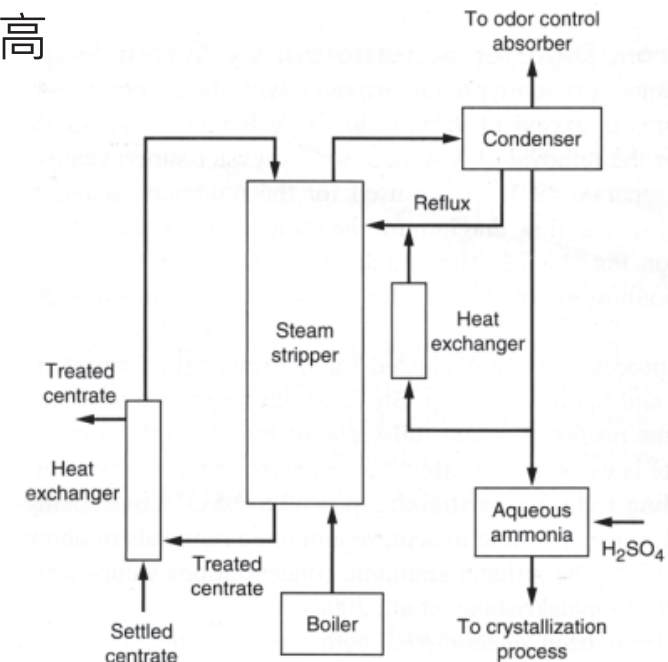 高
To odor control
absorber
Condenser
Reflux
Steam
stripper
Heat
exchanger
Treated
centrate
Heat
exchanger
Aqueous
ammonia
H₂SO₄
Treated
centrate
Boiler
Settled
centrate
To crystallization
process